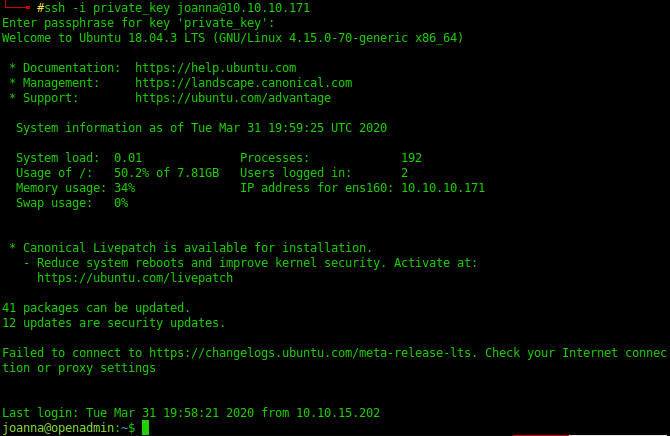 #ssh -i private_key joanna@10.10.10.171
Enter passphrase for key 'private_key':
Welcome to Ubuntu 18.04.3 LTS (GNU/Linux 4.15.0-70-generic x86_64)
* Documentation:  https://help.ubuntu.com
* Management:     https://landscape.canonical.com
* Support:        https://ubuntu.com/advantage
System information as of Tue Mar 31 19:59:25 UTC 2020
System load:  0.01              Processes:             192
Usage of /:   50.2% of 7.81GB   Users logged in:       2
Memory usage: 34%               IP address for ens160: 10.10.10.171
Swap usage:   0%
* Canonical Livepatch is available for installation.
- Reduce system reboots and improve kernel security. Activate at:
https://ubuntu.com/livepatch
41 packages can be updated.
12 updates are security updates.
Failed to connect to https://changelogs.ubuntu.com/meta-release-lts. Check your Internet connec
tion or proxy settings
Last login: Tue Mar 31 19:58:21 2020 from 10.10.15.202
joanna@openadmin:~$